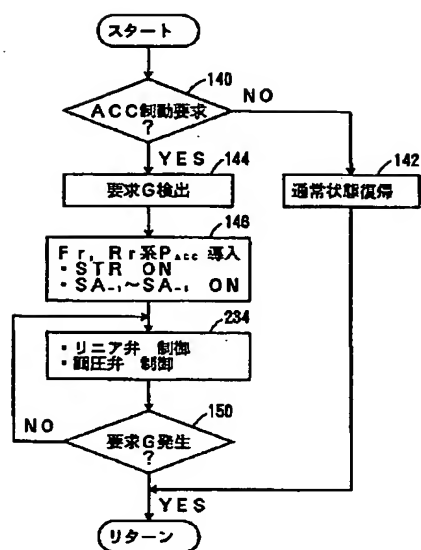 スタート
140
ACC制動要求
?
NO
YES
144
142
要求G検出
通常状態復帰
146
Fr, Rr系PACC 導入
・STR ON
・SA-1~SA-3 ON
234
・リニア弁 制御
・調圧弁 制御
NO
150
要求G発生
?
YES
リターン